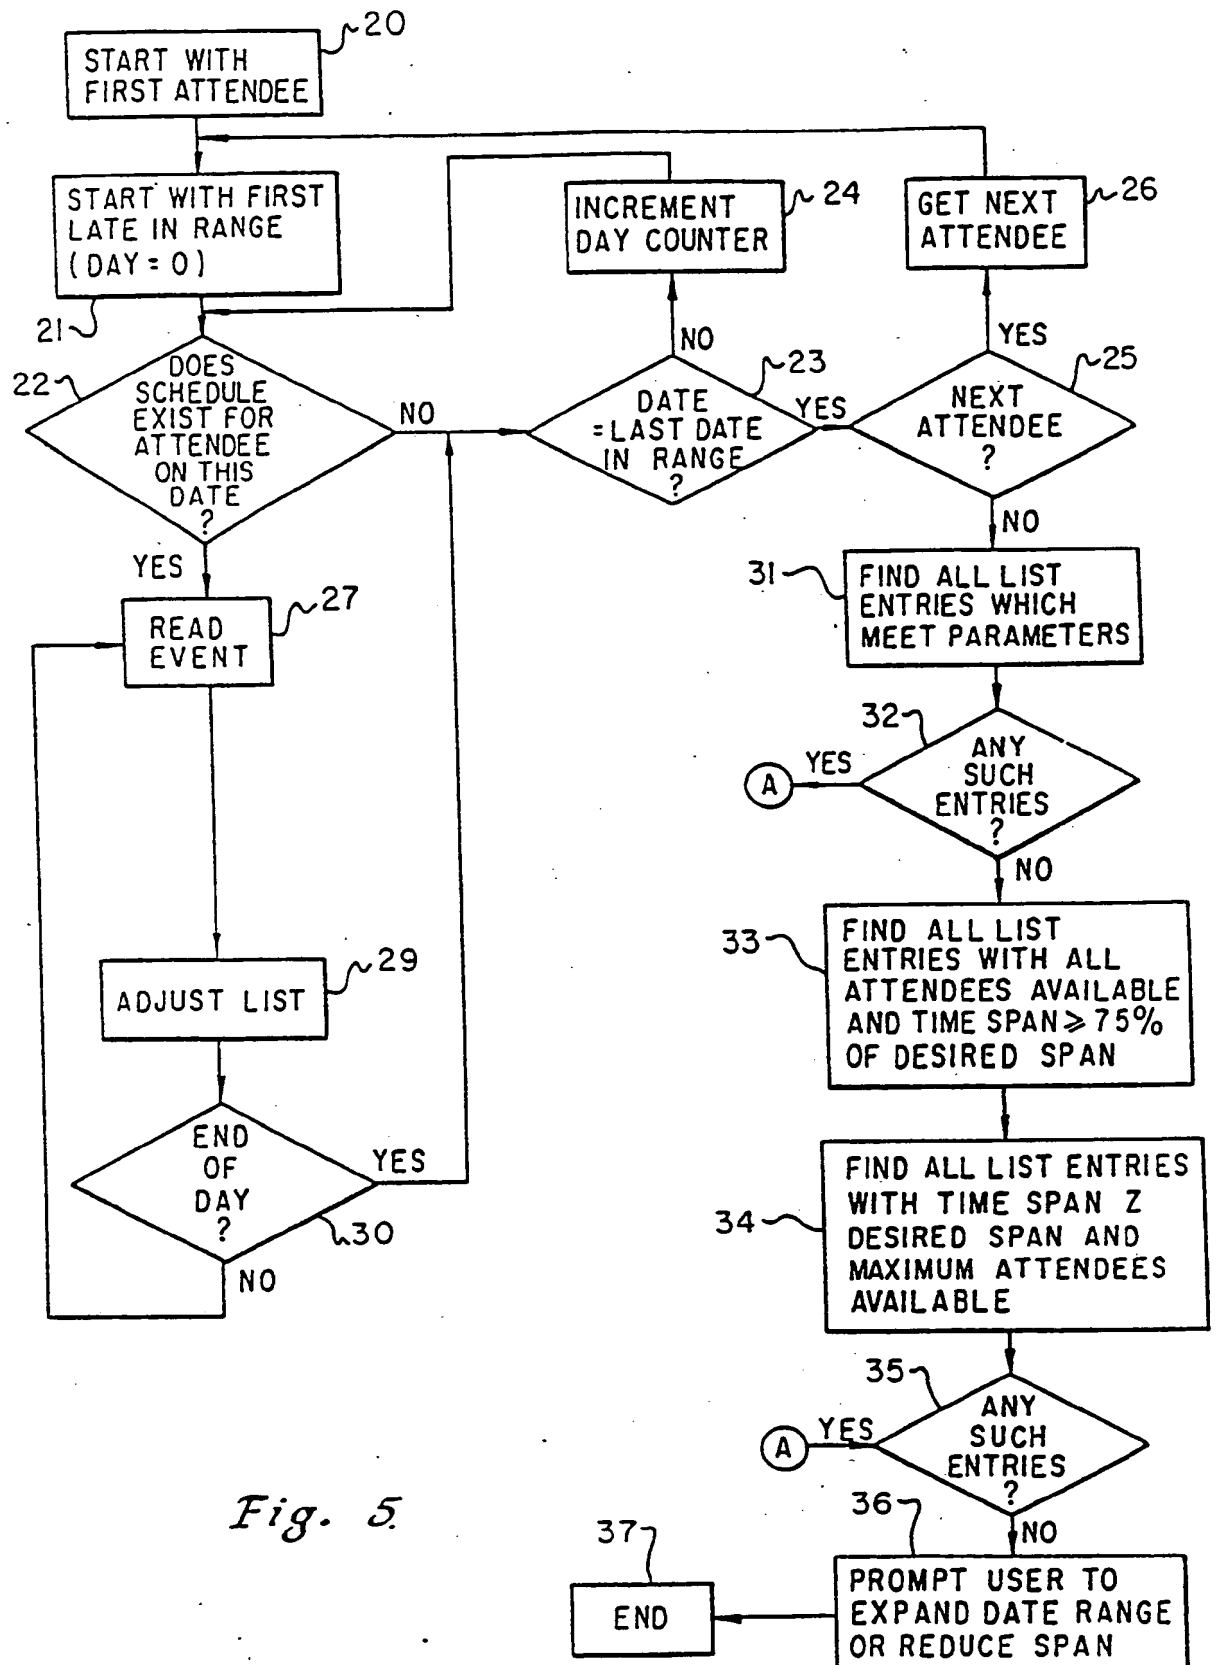 20
START WITH
FIRST ATTENDEE
START WITH FIRST
LATE IN RANGE
(DAY = 0)
21
INCREMENT
DAY COUNTER
24
GET NEXT
ATTENDEE
26
22
DOES
SCHEDULE
EXIST FOR
ATTENDEE
ON THIS
DATE
?
NO
YES
NO
23
DATE
=LAST DATE
IN RANGE
?
YES
YES
25
NEXT
ATTENDEE
?
NO
27
READ
EVENT
29
ADJUST LIST
END
OF
DAY
?
YES
30
NO
31
FIND ALL LIST
ENTRIES WHICH
MEET PARAMETERS
32
ANY
SUCH
ENTRIES
?
YES
A
NO
33
FIND ALL LIST
ENTRIES WITH ALL
ATTENDEES AVAILABLE
AND TIME SPAN ⩾ 75%
OF DESIRED SPAN
34
FIND ALL LIST ENTRIES
WITH TIME SPAN Z
DESIRED SPAN AND
MAXIMUM ATTENDEES
AVAILABLE
35
ANY
SUCH
ENTRIES
?
YES
A
NO
36
PROMPT USER TO
EXPAND DATE RANGE
OR REDUCE SPAN
37
END
Fig. 5.